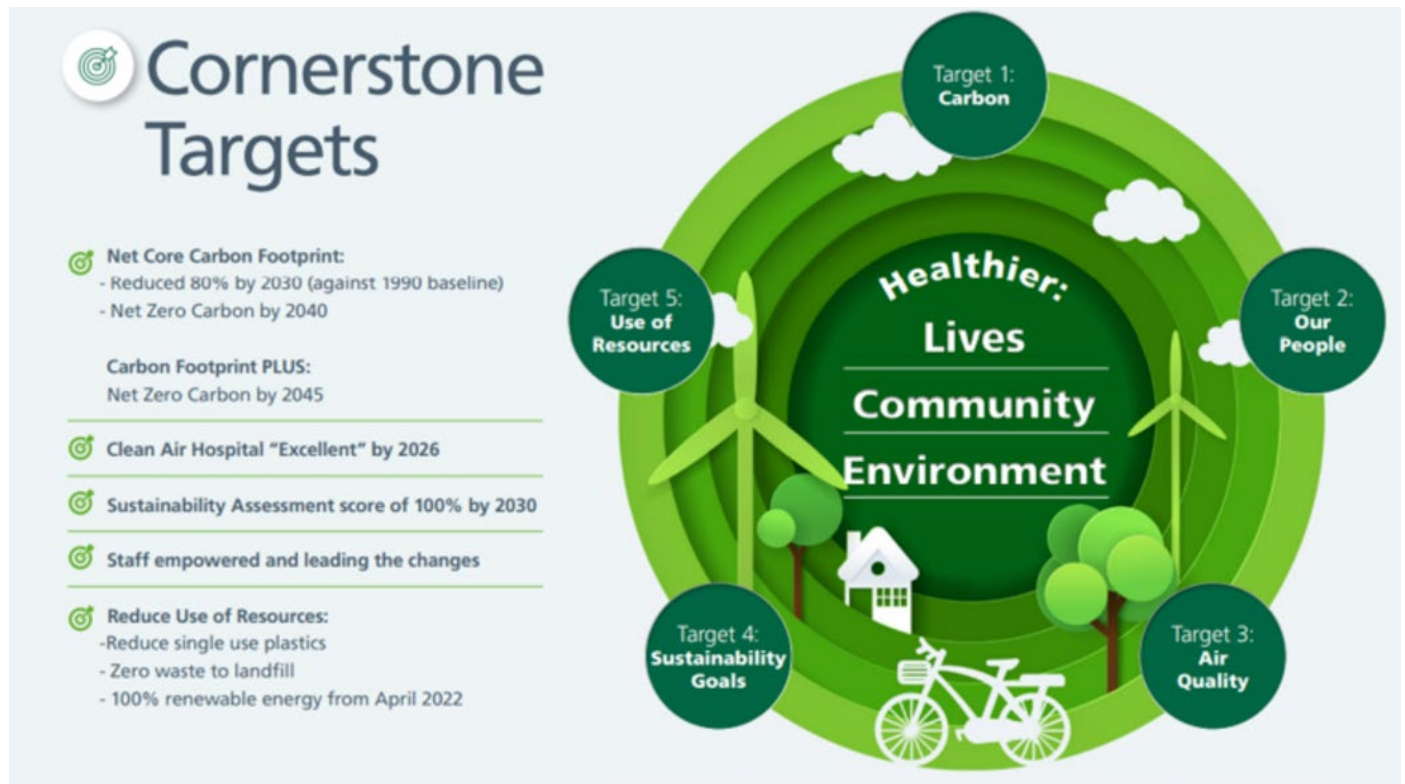 Cornerstone
Targets
Net Core Carbon Footprint:
- Reduced 80% by 2030 (against 1990 baseline)
- Net Zero Carbon by 2040
Carbon Footprint PLUS:
Net Zero Carbon by 2045
Clean Air Hospital “Excellent” by 2026
Sustainability Assessment score of 100% by 2030
Staff empowered and leading the changes
Reduce Use of Resources:
-Reduce single use plastics
- Zero waste to landfill
- 100% renewable energy from April 2022
Target 1:
Carbon
Target 2:
Our
People
Target 3:
Air
Quality
Target 4:
Sustainability
Goals
Target 5:
Use of
Resources
Healthier:
Lives
Community
Environment